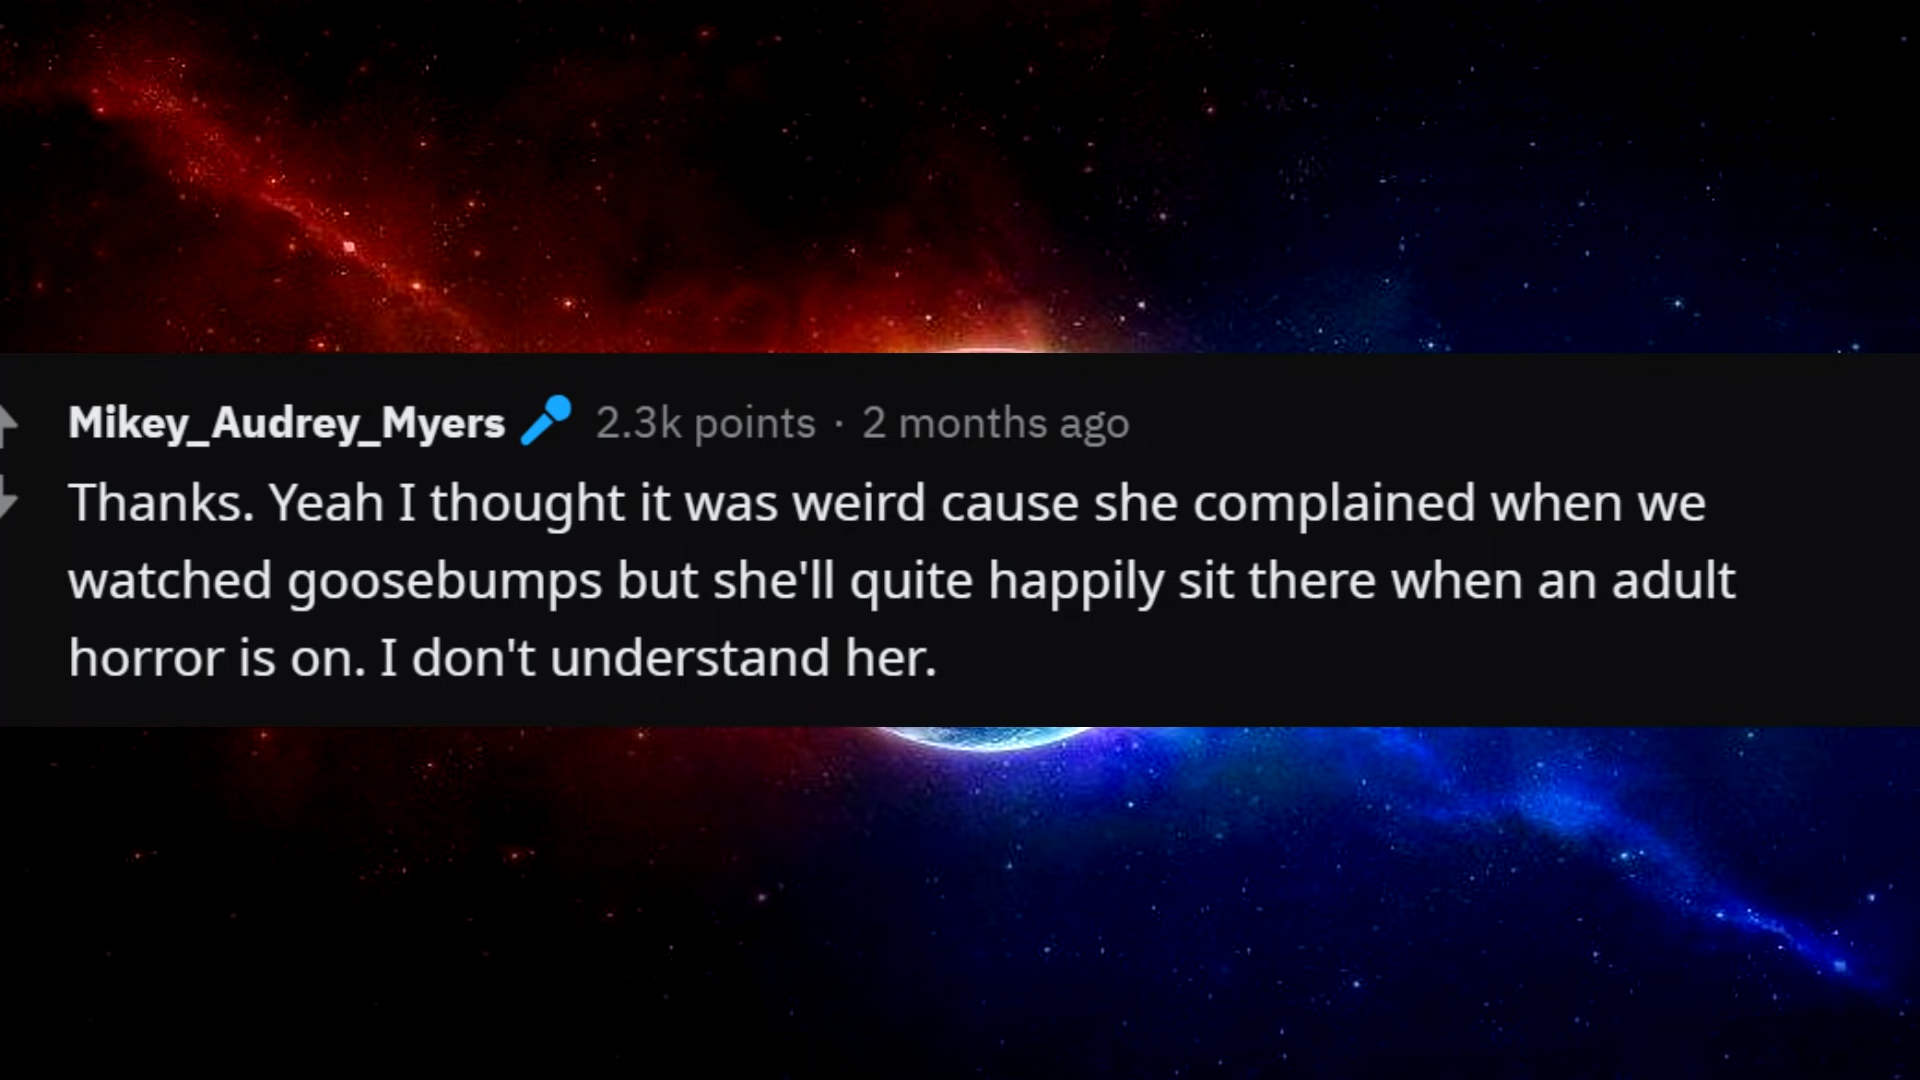 Mikey_Audrey_Myers 2.3k points · 2 months ago
Thanks. Yeah I thought it was weird cause she complained when we
watched goosebumps but she'll quite happily sit there when an adult
horror is on. I don't understand her.